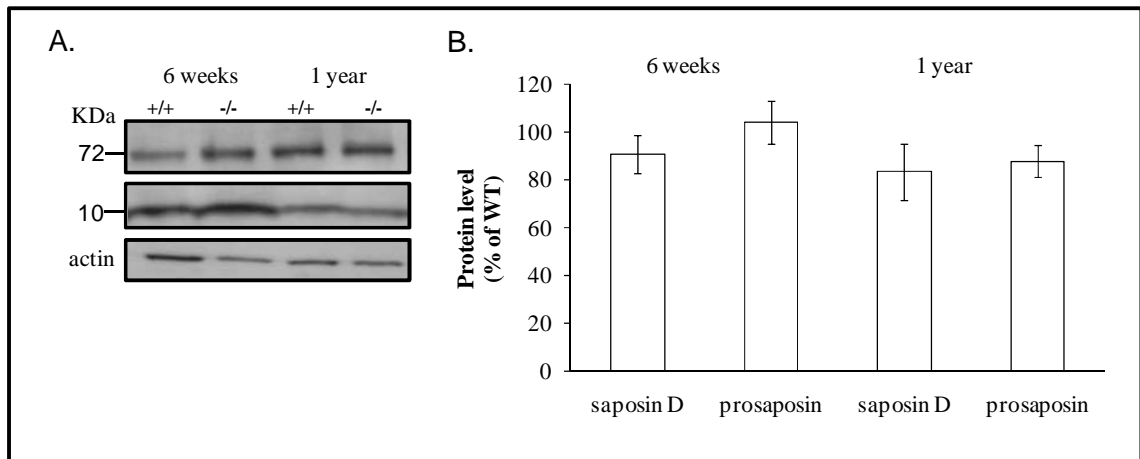 A.
6 weeks 1 year
KDa +/+ -/- +/+ -/-
72
10
actin
B.
6 weeks 1 year
Protein level
(% of WT)
120
100
80
60
40
20
0
saposin D prosaposin saposin D prosaposin